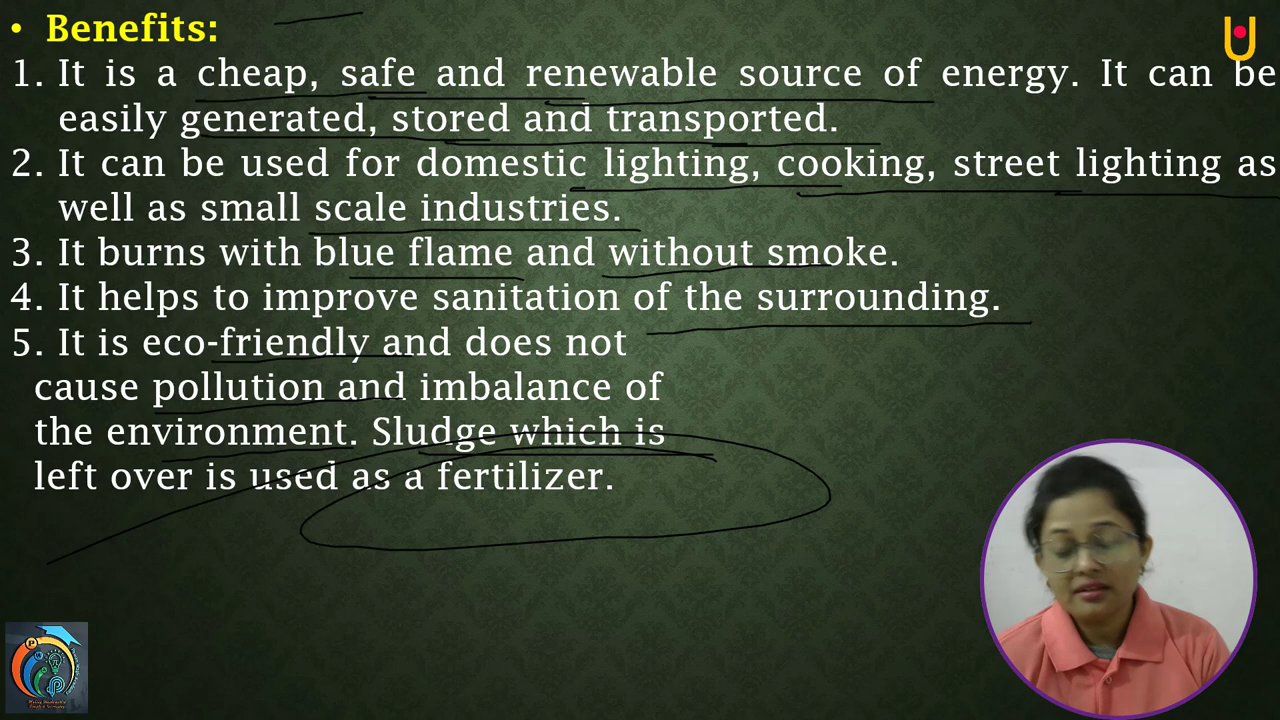 • Benefits:
1. It is a cheap, safe and renewable source of energy. It can be
easily generated, stored and transported.
2. It can be used for domestic lighting, cooking, street lighting as
well as small scale industries.
3. It burns with blue flame and without smoke.
4. It helps to improve sanitation of the surrounding.
5. It is eco-friendly and does not
cause pollution and imbalance of
the environment. Sludge which is
left over is used as a fertilizer.